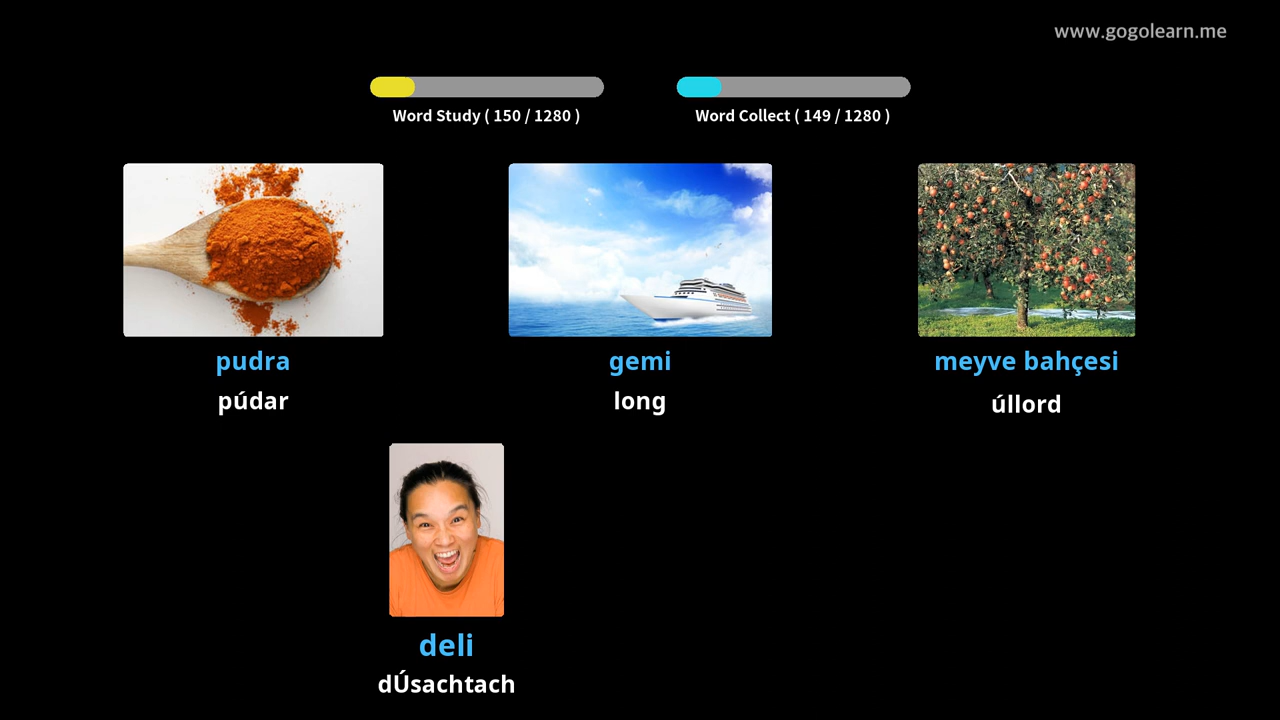 www.gogolearn.me
Word Study ( 150 / 1280 )
Word Collect ( 149 / 1280 )
pudra
gemi
meyve bahçesi
púdar
long
úllord
deli
dÚsachtach